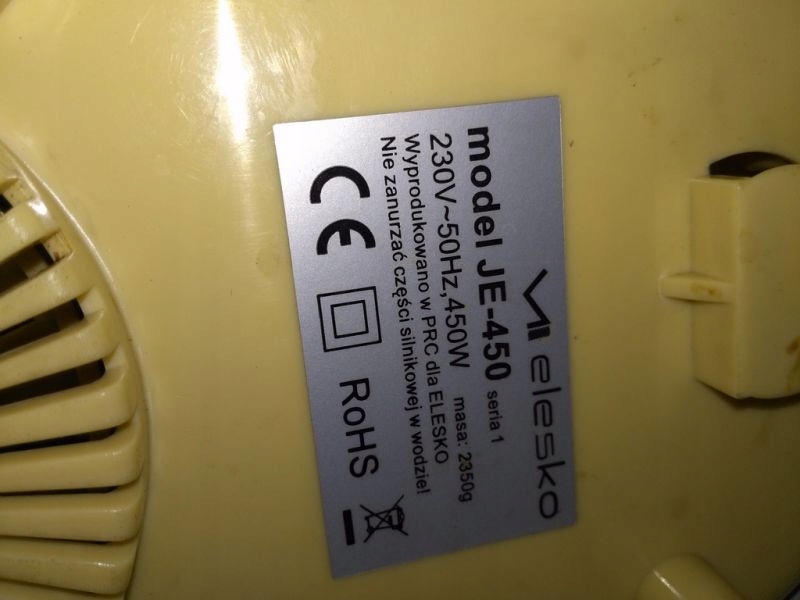 elesko
model JE-450 seria 1
230V~50Hz,450W masa: 2350g
Wyprodukowano w PRC dla ELESKO
Nie zanurzać części silnikowej w wodzie!
CE RoHS